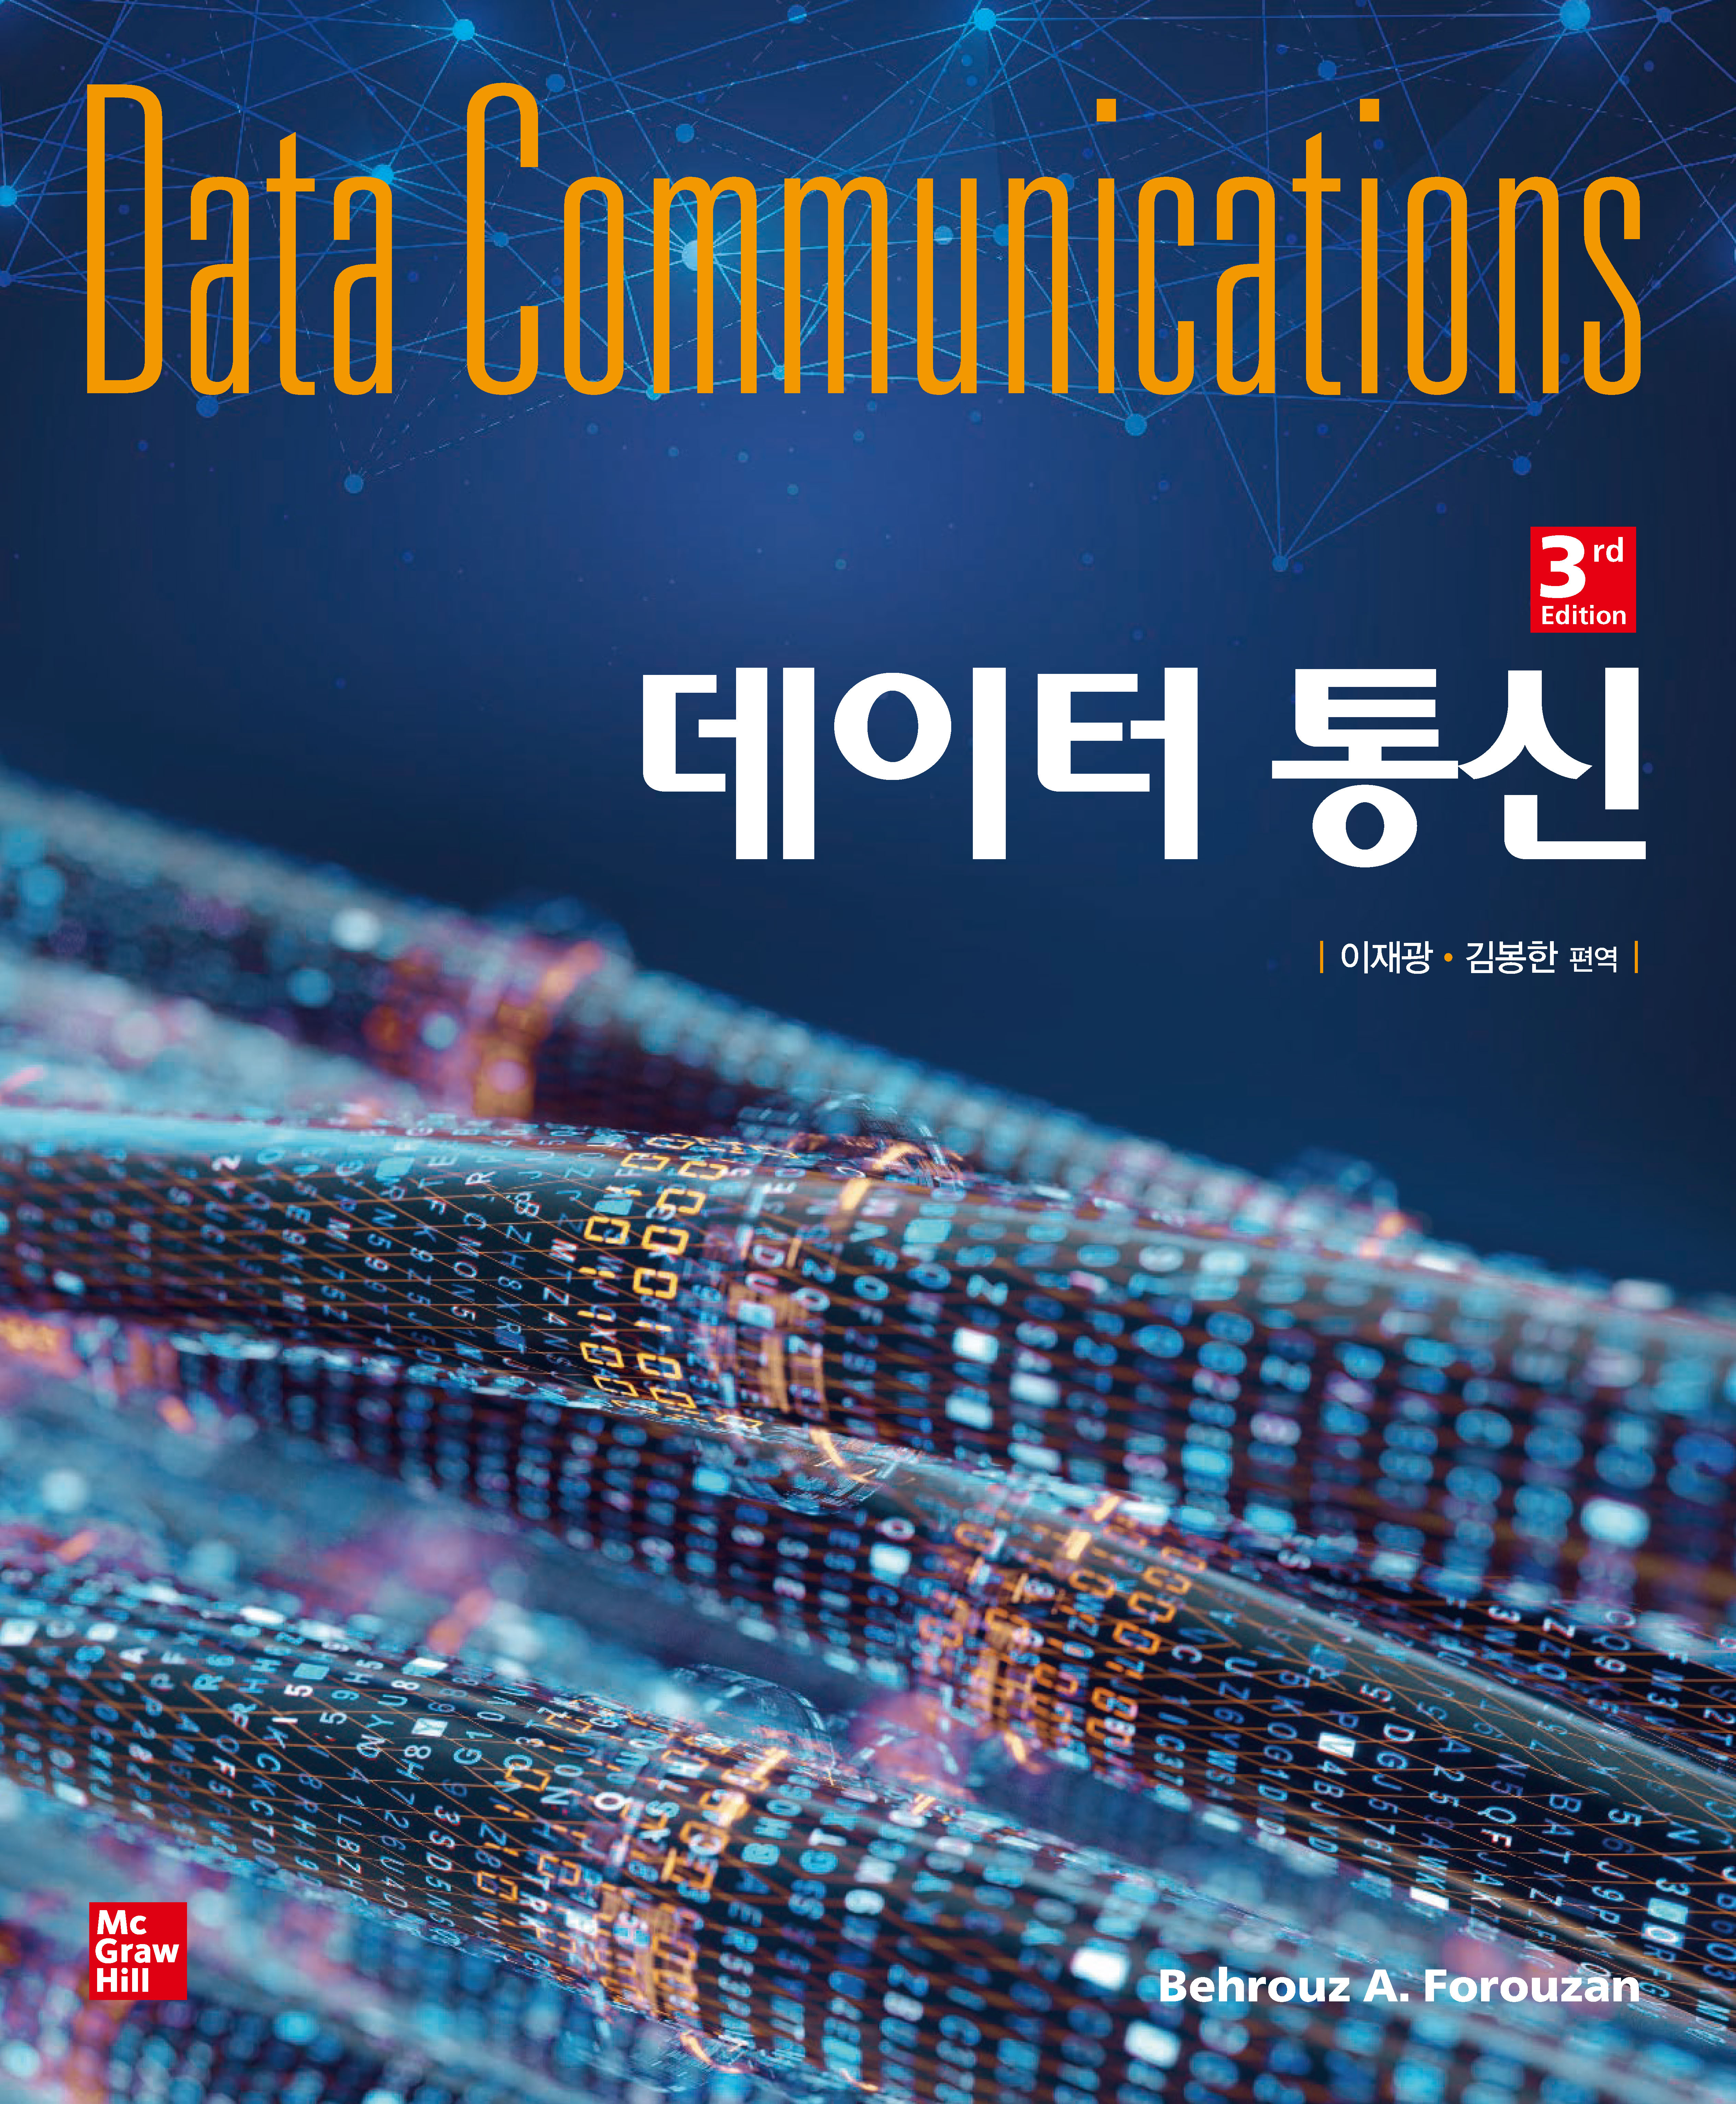 Data Communications
3rd
Edition
데이터 통신
| 이재광 • 김봉한 편역 |
Mc
Graw
Hill
Behrouz A. Forouzan